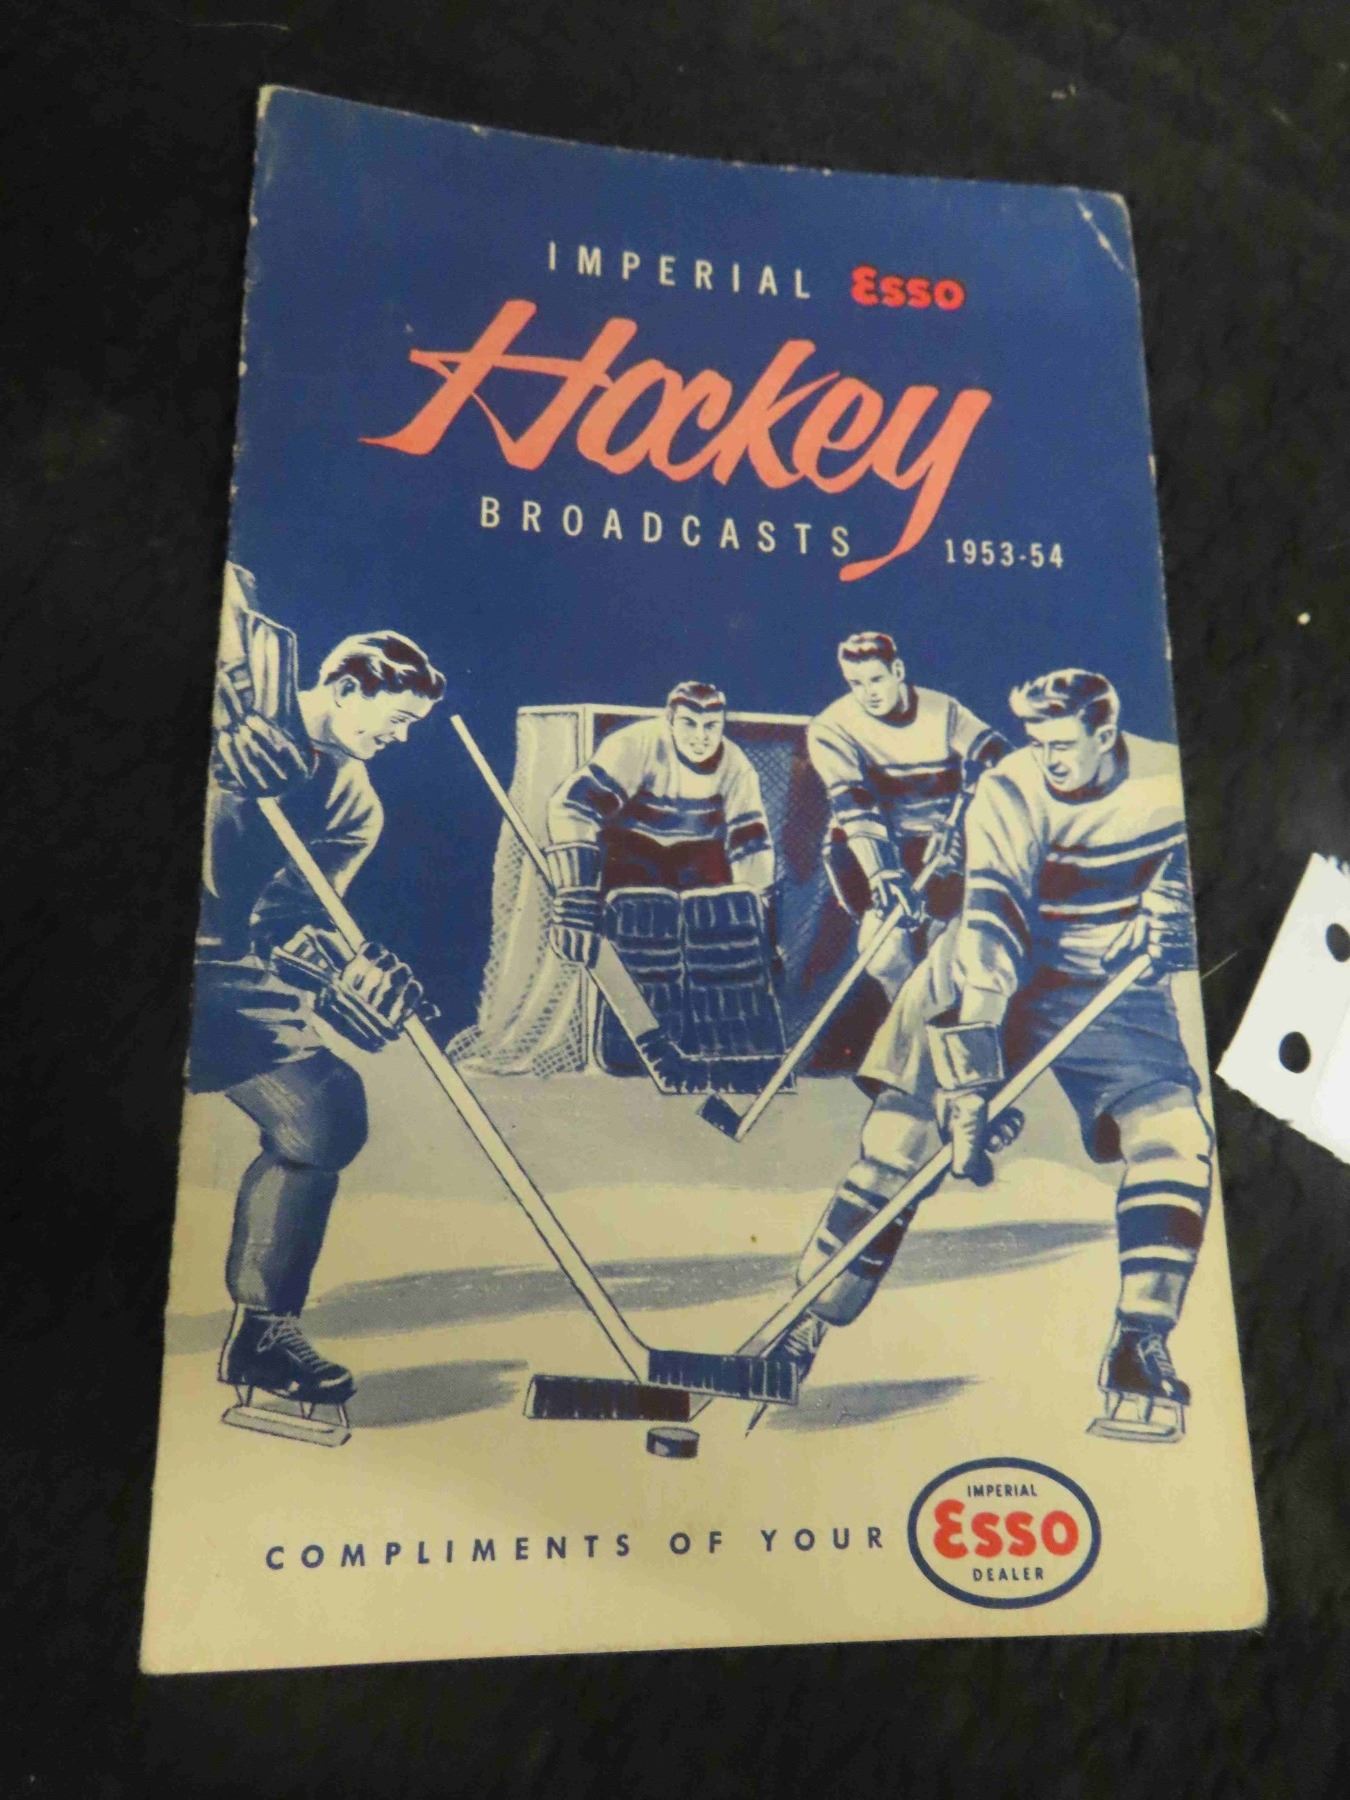 IMPERIAL Esso
Hockey
BROADCASTS 1953-54
COMPLIMENTS OF YOUR
IMPERIAL
Esso
DEALER